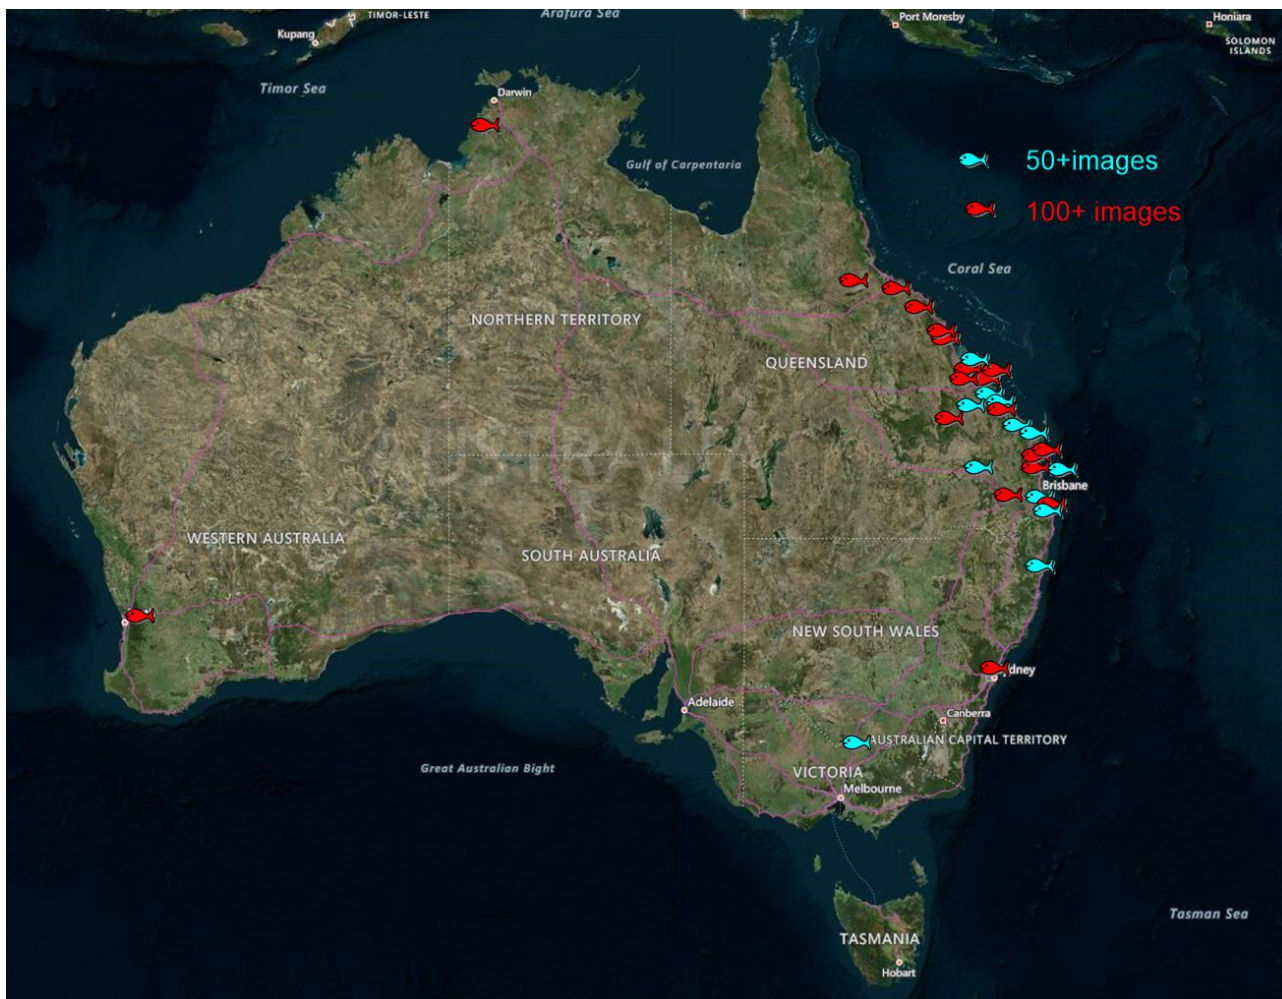 Arafura Sea
TIMOR-LESTE
Port Moresby
Honiara
Kupang
SOLOMON
ISLANDS
Timor Sea
Darwin
Gulf of Carpentaria
50+images
100+ images
Coral Sea
NORTHERN TERRITORY
QUEENSLAND
AUSTRALIA
Brisbane
WESTERN AUSTRALIA
SOUTH AUSTRALIA
NEW SOUTH WALES
dney
Adelaide
Canberra
AUSTRALIAN CAPITAL TERRITORY
Great Australian Bight
VICTORIA
Melbourne
Tasman Sea
TASMANIA
Hobart